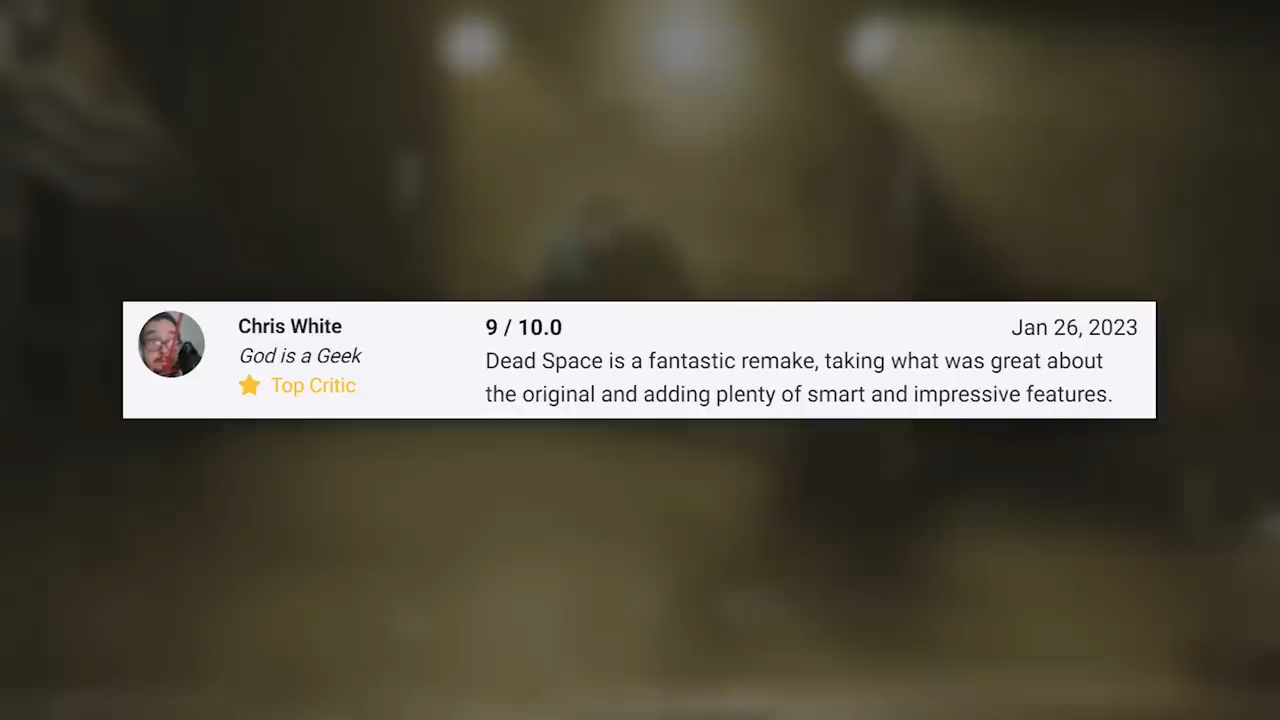 Chris White
God is a Geek
Top Critic
9 / 10.0
Jan 26, 2023
Dead Space is a fantastic remake, taking what was great about
the original and adding plenty of smart and impressive features.